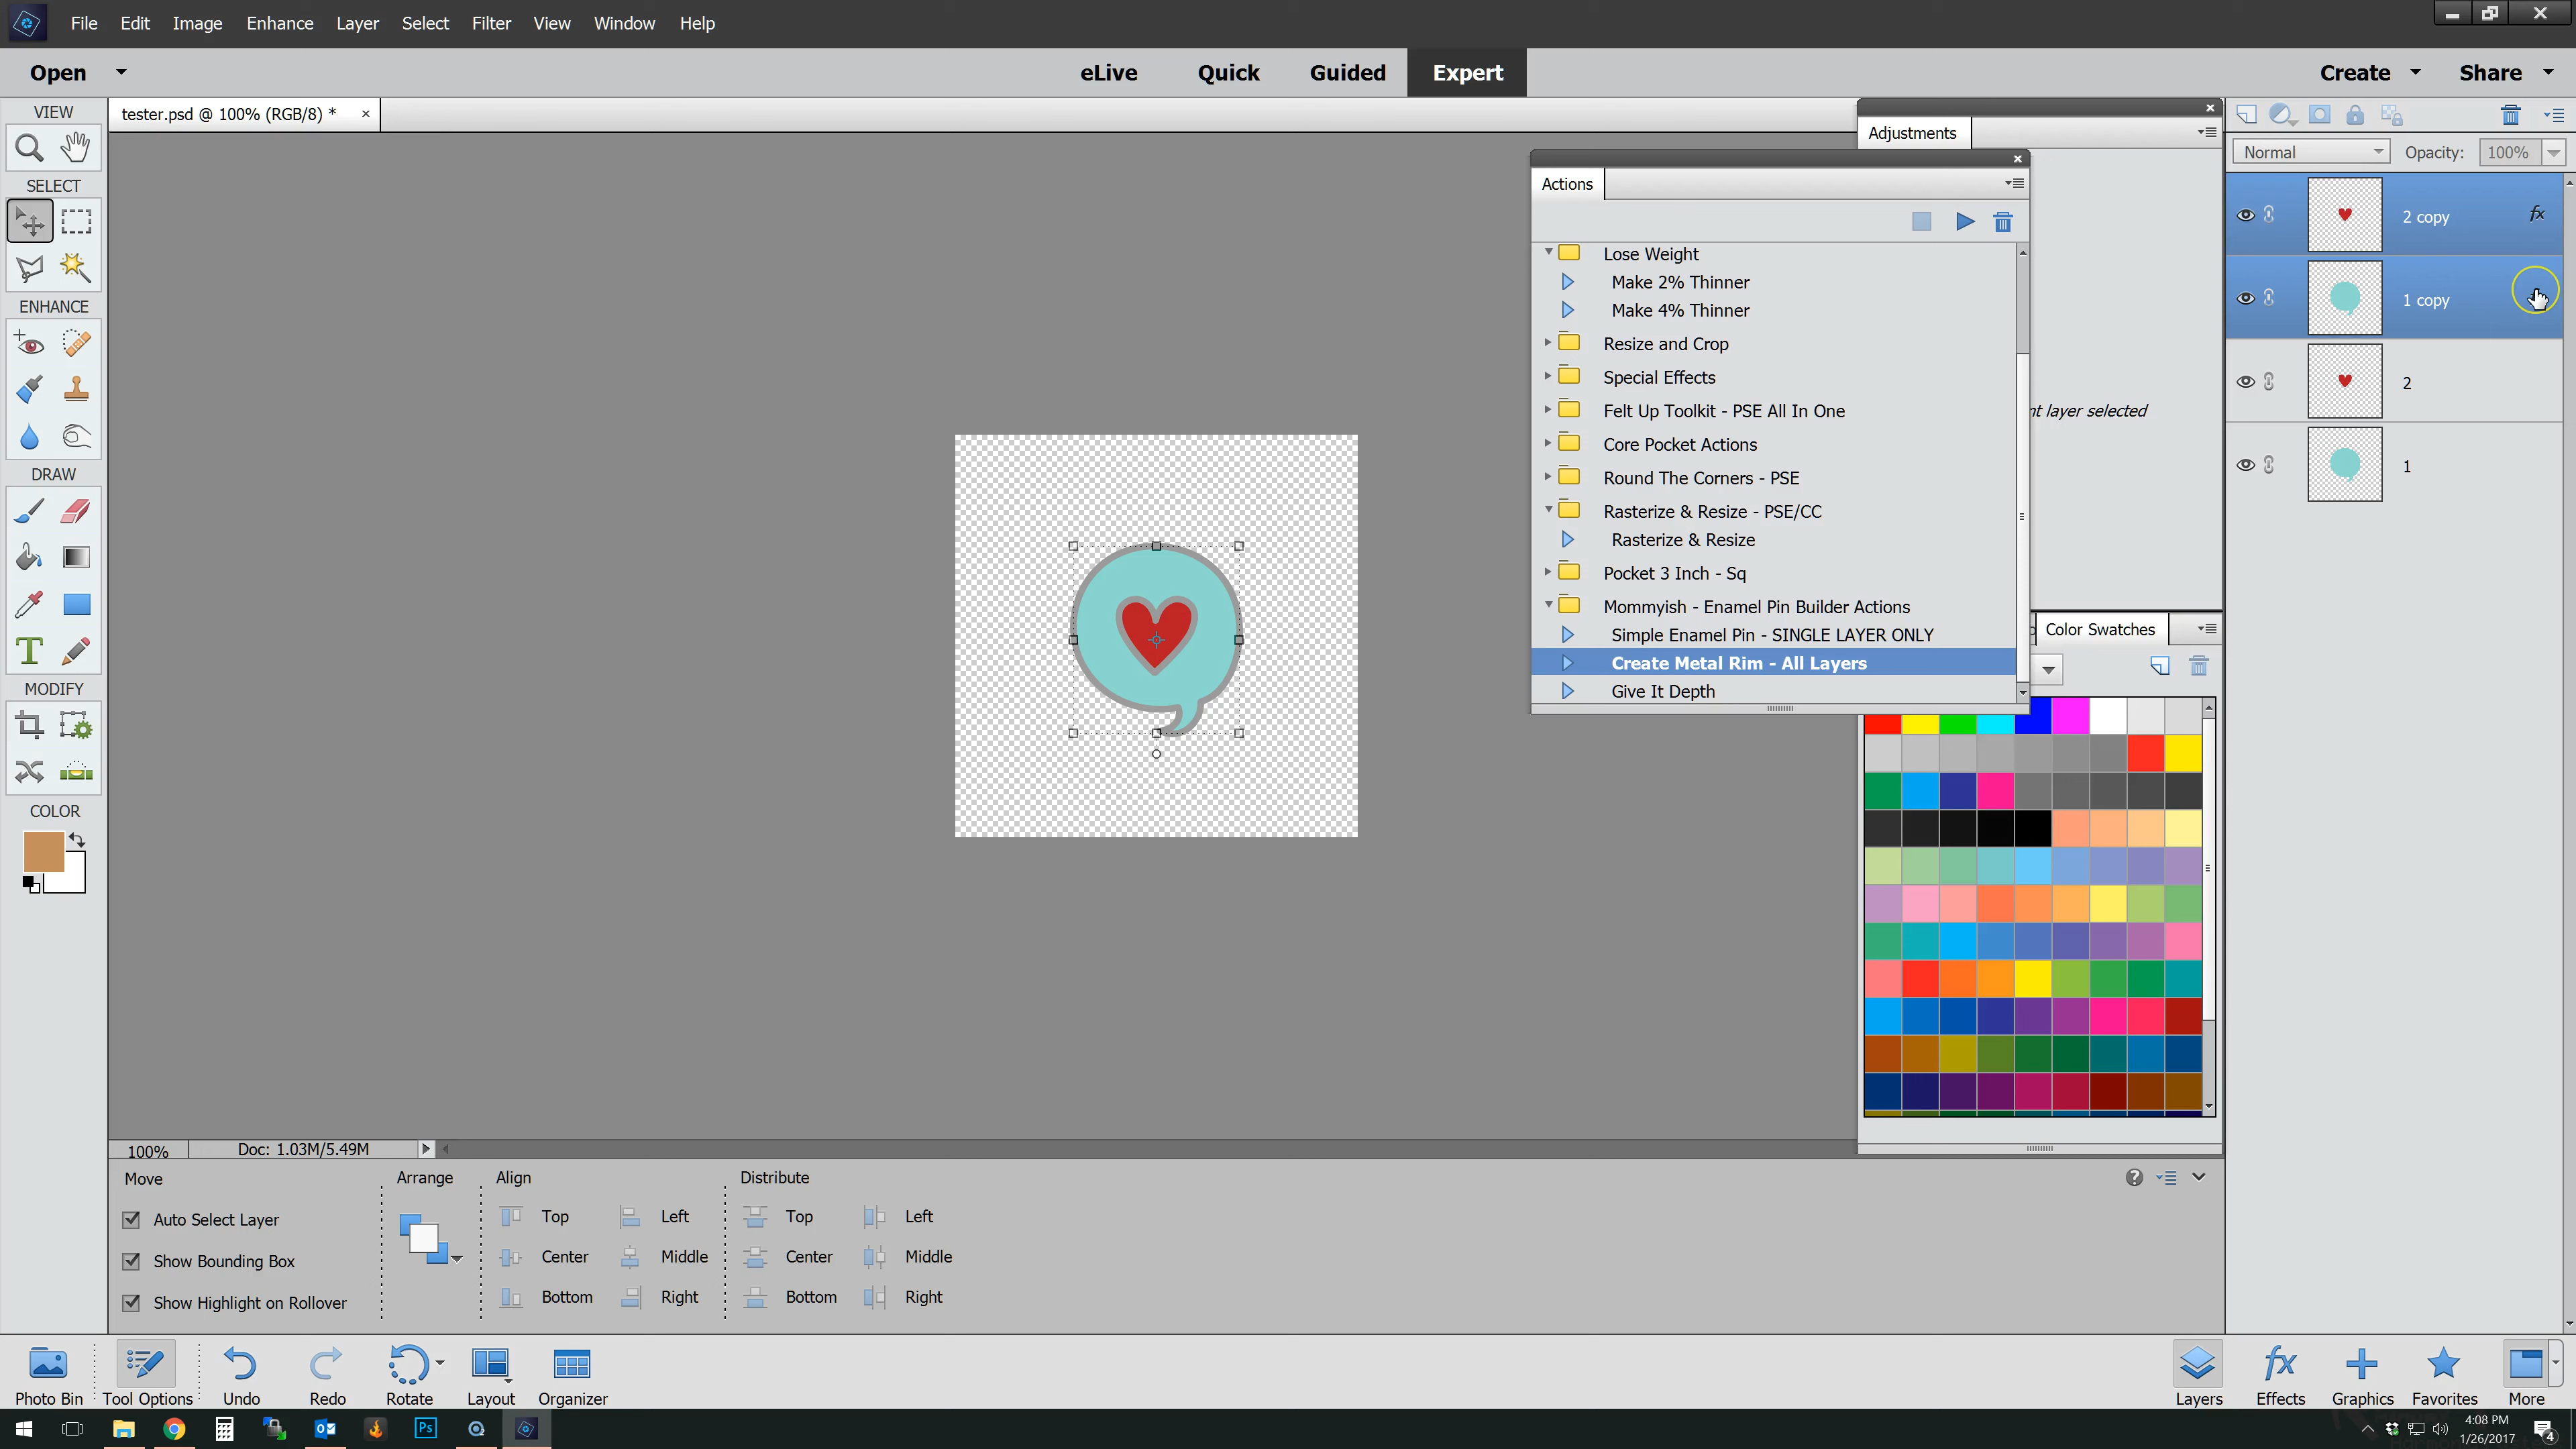 File Edit Image Enhance Layer Select Filter View Window Help
Open eLive Quick Guided Expert Create Share
VIEW
SELECT
ENHANCE
DRAW
MODIFY
COLOR
tester.psd @ 100% (RGB/8) * ×
Adjustments
Actions
Lose Weight
Make 2% Thinner
Make 4% Thinner
Resize and Crop
Special Effects
Felt Up Toolkit - PSE All In One
Core Pocket Actions
Round The Corners - PSE
Rasterize & Resize - PSE/CC
Rasterize & Resize
Pocket 3 Inch - Sq
Mommyish - Enamel Pin Builder Actions
Simple Enamel Pin - SINGLE LAYER ONLY
Create Metal Rim - All Layers
Give It Depth
layer selected
Color Swatches
Normal Opacity: 100%
2 copy fx
1 copy
2
1
100% Doc: 1.03M/5.49M
Move
Auto Select Layer
Show Bounding Box
Show Highlight on Rollover
Arrange
Align
Top Left
Center Middle
Bottom Right
Distribute
Top Left
Center Middle
Bottom Right
Photo Bin Tool Options Undo Redo Rotate Layout Organizer
fx
Layers Effects Graphics Favorites More
Ps
4:08 PM
1/26/2017
4